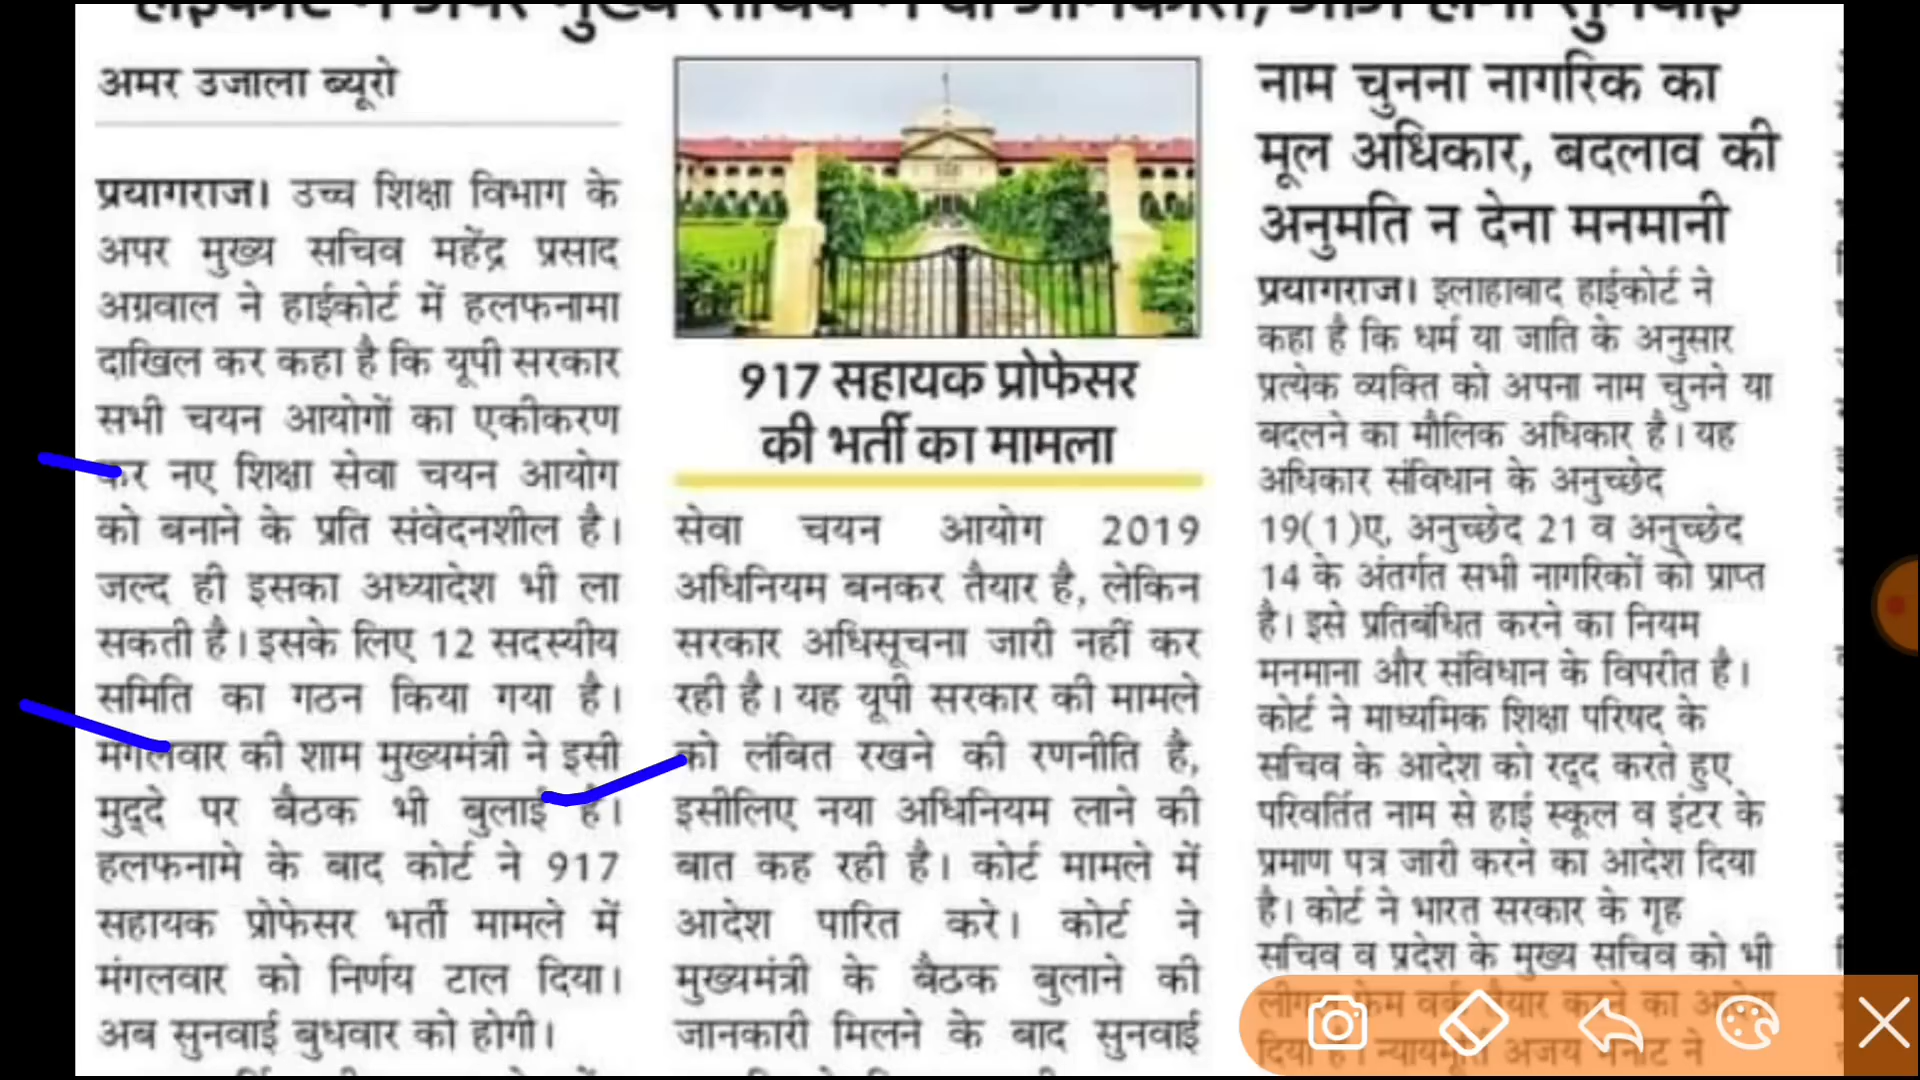 अमर उजाला ब्यूरो
प्रयागराज। उच्च शिक्षा विभाग के
अपर मुख्य सचिव महेंद्र प्रसाद
अग्रवाल ने हाईकोर्ट में हलफनामा
दाखिल कर कहा है कि यूपी सरकार
सभी चयन आयोगों का एकीकरण
कर नए शिक्षा सेवा चयन आयोग
को बनाने के प्रति संवेदनशील है।
जल्द ही इसका अध्यादेश भी ला
सकती है। इसके लिए 12 सदस्यीय
समिति का गठन किया गया है।
मंगलवार की शाम मुख्यमंत्री ने इसी
मुद्दे पर बैठक भी बुलाई है।
हलफनामे के बाद कोर्ट ने 917
सहायक प्रोफेसर भर्ती मामले में
मंगलवार को निर्णय टाल दिया।
अब सुनवाई बुधवार को होगी।
917 सहायक प्रोफेसर
की भर्ती का मामला
सेवा चयन आयोग 2019
अधिनियम बनकर तैयार है, लेकिन
सरकार अधिसूचना जारी नहीं कर
रही है। यह यूपी सरकार की मामले
को लंबित रखने की रणनीति है,
इसीलिए नया अधिनियम लाने की
बात कह रही है। कोर्ट मामले में
आदेश पारित करे। कोर्ट ने
मुख्यमंत्री के बैठक बुलाने की
जानकारी मिलने के बाद सुनवाई
नाम चुनना नागरिक का
मूल अधिकार, बदलाव की
अनुमति न देना मनमानी
प्रयागराज। इलाहाबाद हाईकोर्ट ने
कहा है कि धर्म या जाति के अनुसार
प्रत्येक व्यक्ति को अपना नाम चुनने या
बदलने का मौलिक अधिकार है। यह
अधिकार संविधान के अनुच्छेद
19(1)ए, अनुच्छेद 21 व अनुच्छेद
14 के अंतर्गत सभी नागरिकों को प्राप्त
है। इसे प्रतिबंधित करने का नियम
मनमाना और संविधान के विपरीत है।
कोर्ट ने माध्यमिक शिक्षा परिषद के
सचिव के आदेश को रद्द करते हुए
परिवर्तित नाम से हाई स्कूल व इंटर के
प्रमाण पत्र जारी करने का आदेश दिया
है। कोर्ट ने भारत सरकार के गृह
सचिव व प्रदेश के मुख्य सचिव को भी
लीगल फ्रेम वर्क तैयार करने का आदेश
दिया है। न्यायमूर्ति अजय भनोट ने